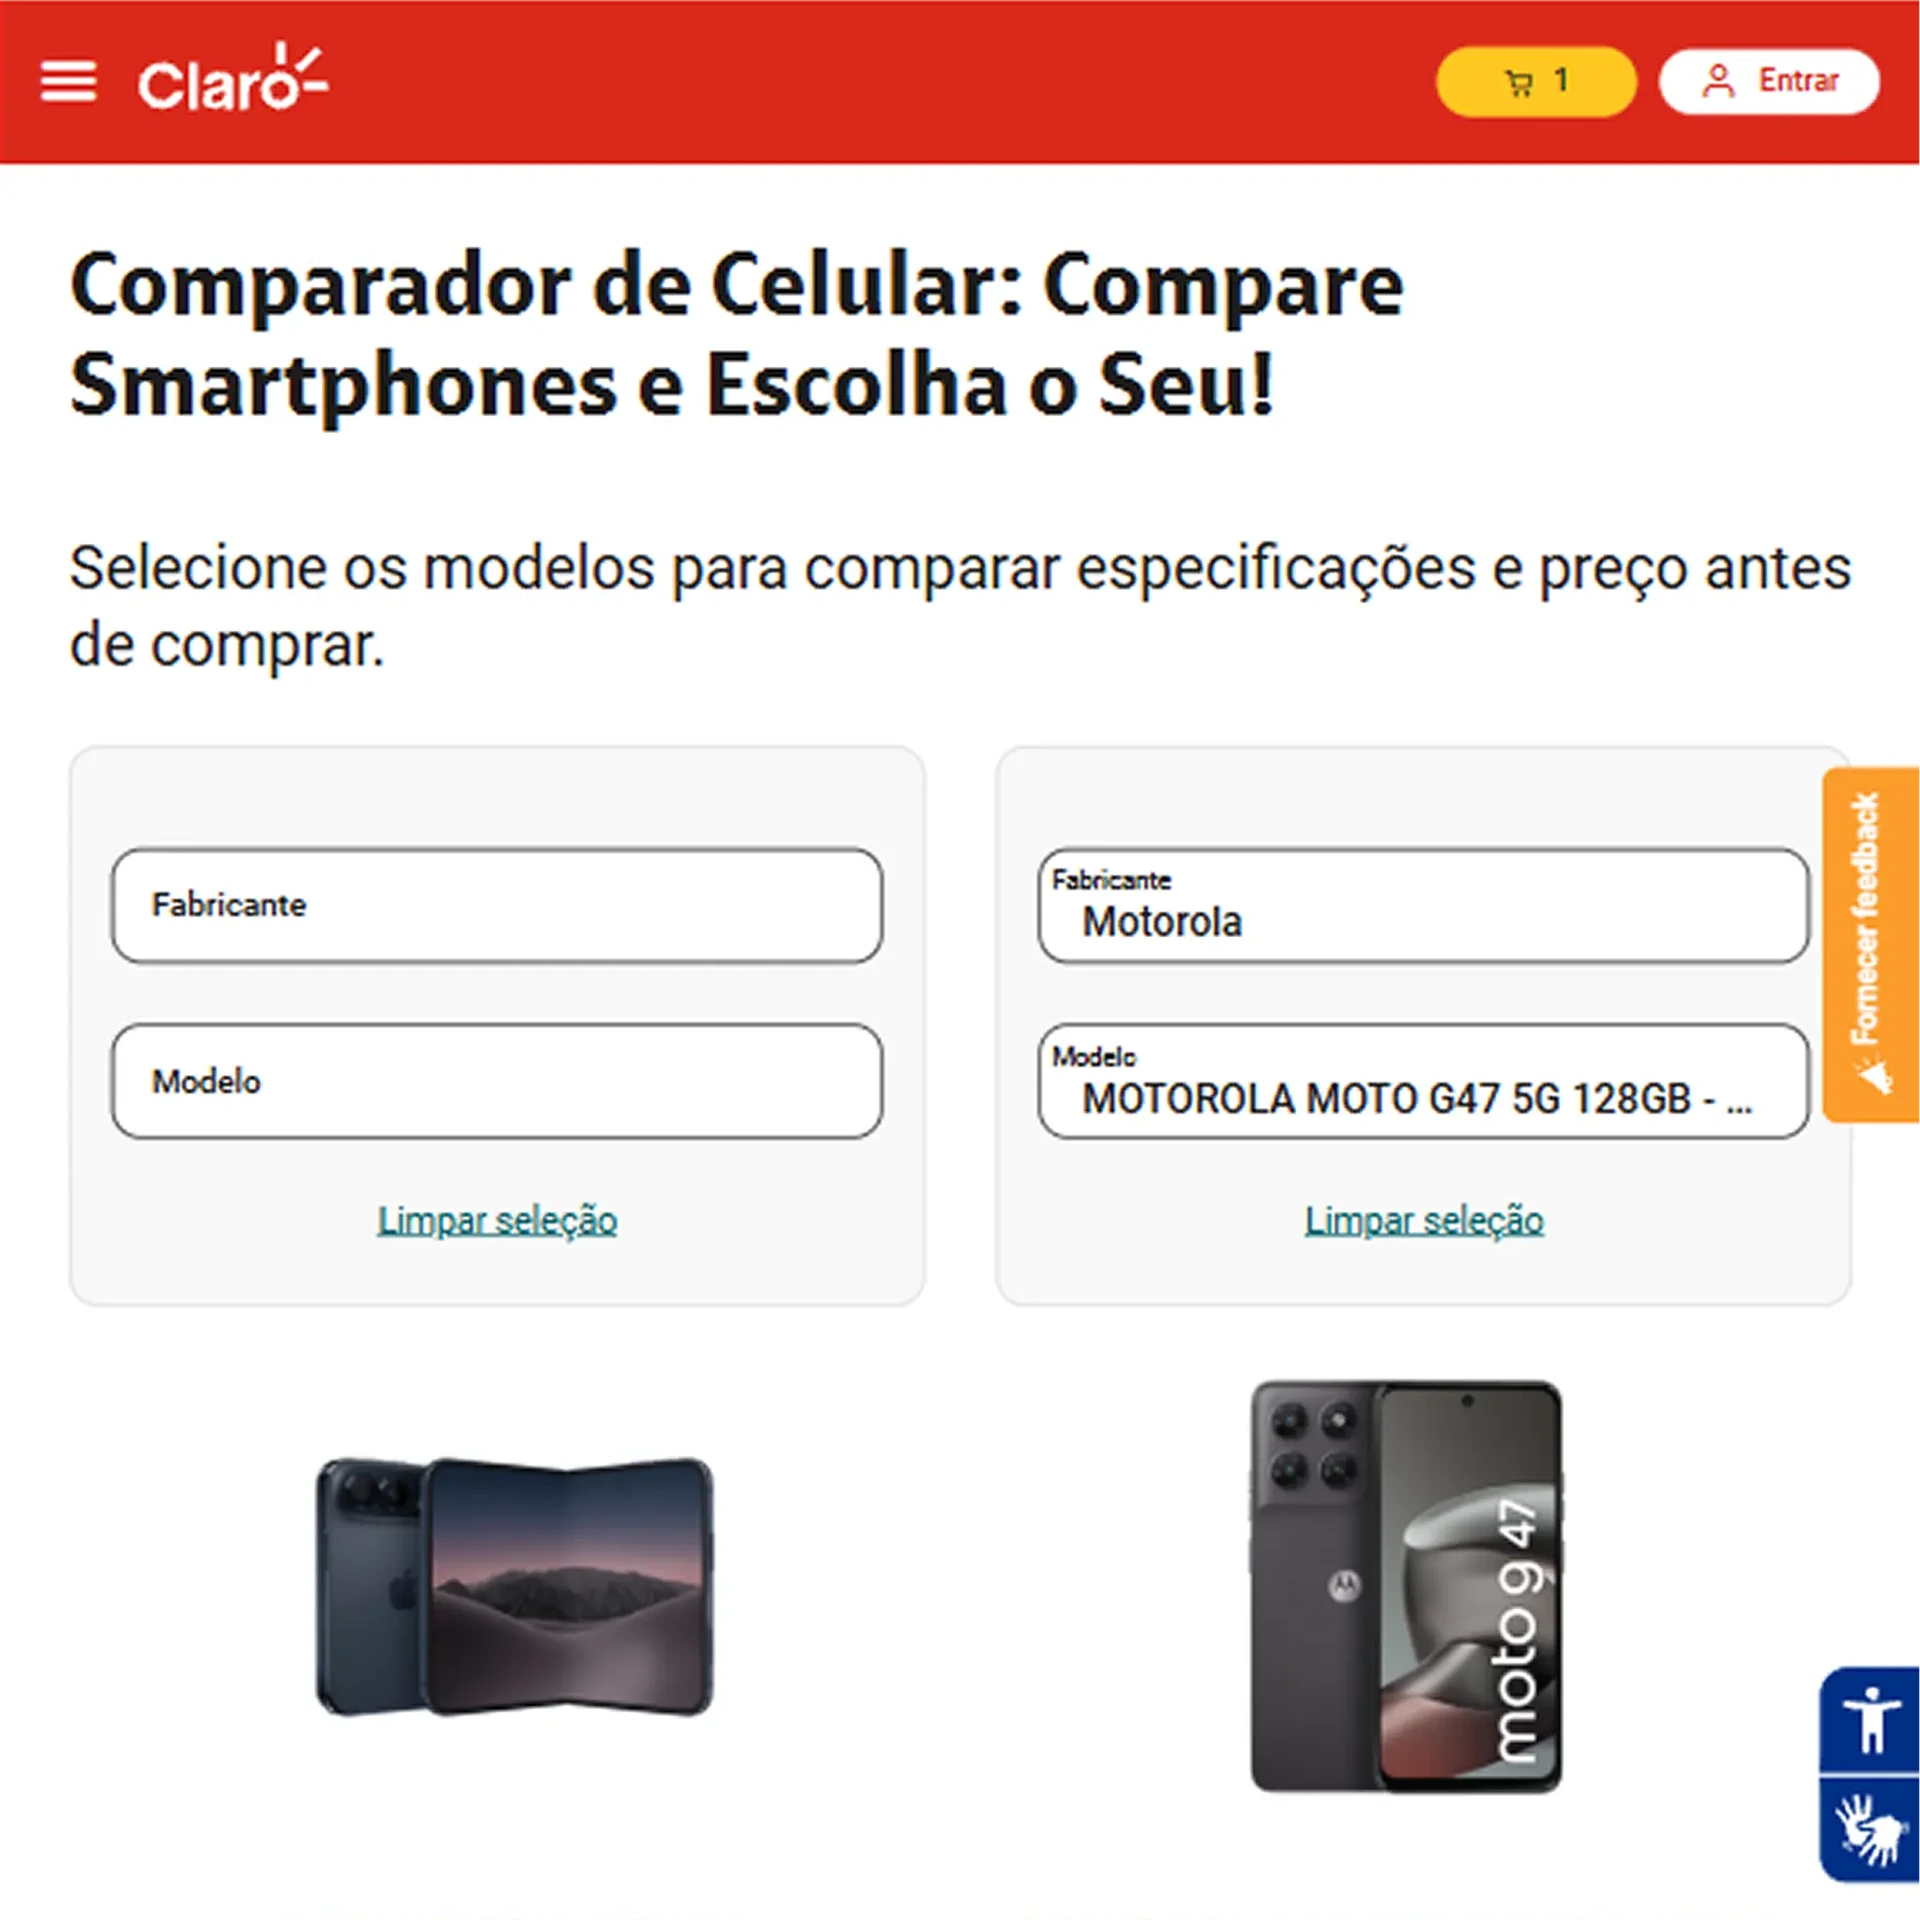 Claro
1
Entrar
Comparador de Celular: Compare
Smartphones e Escolha o Seu!
Selecione os modelos para comparar especificações e preço antes
de comprar.
Fabricante
Modelo
Limpar seleção
Fabricante
Motorola
Modelo
MOTOROLA MOTO G47 5G 128GB - ...
Limpar seleção
Fornecer feedback
moto g 47